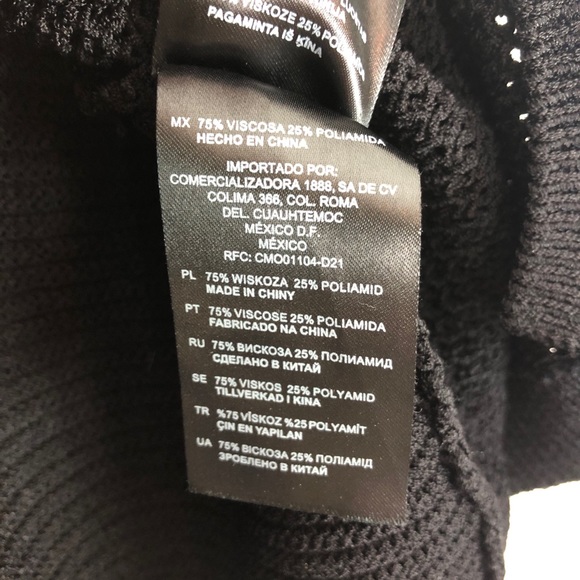 VISKOZE 25%
PAGAMINTA IŠ KINA
MX 75% VISCOSA 25% POLIAMIDA
HECHO EN CHINA
IMPORTADO POR:
COMERCIALIZADORA 1888, SA DE CV
COLIMA 366, COL. ROMA
DEL. CUAUHTEMOC
MÉXICO D.F.
MÉXICO
RFC: CMO01104-D21
PL 75% WISKOZA 25% POLIAMID
MADE IN CHINY
PT 75% VISCOSE 25% POLIAMIDA
FABRICADO NA CHINA
RU 75% ВИСКОЗА 25% ПОЛИАМИД
СДЕЛАНО В КИТАЙ
SE 75% VISKOS 25% POLYAMID
TILLVERKAD I KINA
TR %75 VİSKOZ %25 POLYAMİT
ÇIN EN YAPILAN
UA 75% ВІСКОЗА 25% ПОЛІАМІД
ЗРОБЛЕНО В КИТАЙ